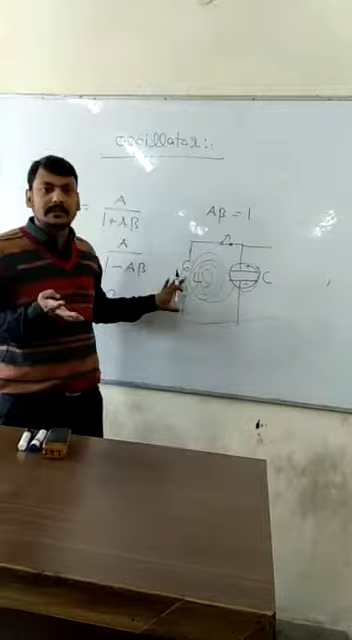 oscillator:-
= A / 1 + Aβ
Aβ = 1
A / 1 - Aβ
C